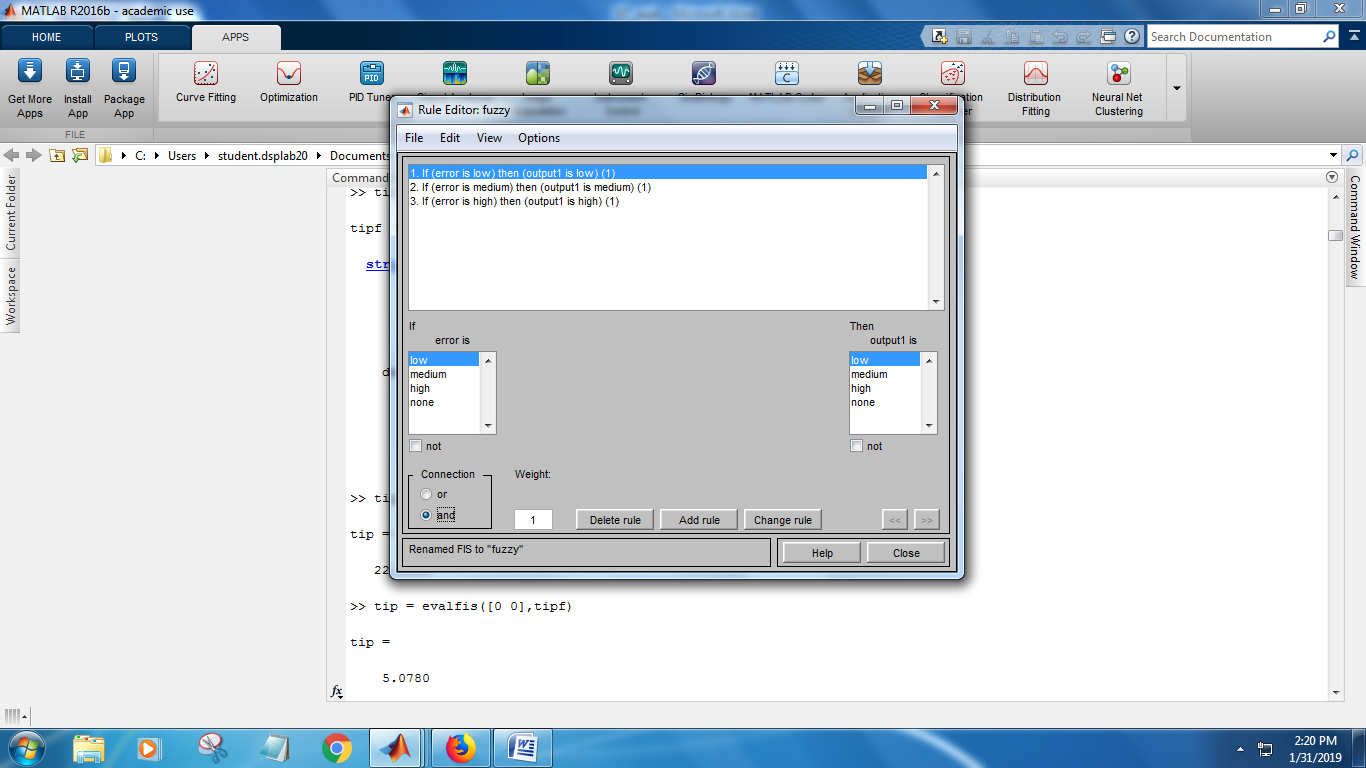 MATLAB R2016b - academic use
HOME PLOTS APPS
Search Documentation
Get More Apps
Install App
Package App
Curve Fitting
Optimization
PID Tune
Distribution Fitting
Neural Net Clustering
FILE
C: Users student.dsplab20 Documents
Current Folder
Workspace
Command
Command Window
>> ti
tipf
str
d
>> ti
tip =
22
>> tip = evalfis([0 0],tipf)
tip =
5.0780
fx
Rule Editor: fuzzy
File Edit View Options
1. If (error is low) then (output1 is low) (1)
2. If (error is medium) then (output1 is medium) (1)
3. If (error is high) then (output1 is high) (1)
If
error is
low
medium
high
none
not
Then
output1 is
low
medium
high
none
not
Connection
or
and
Weight:
1
Delete rule Add rule Change rule << >>
Renamed FIS to "fuzzy"
Help Close
2:20 PM
1/31/2019